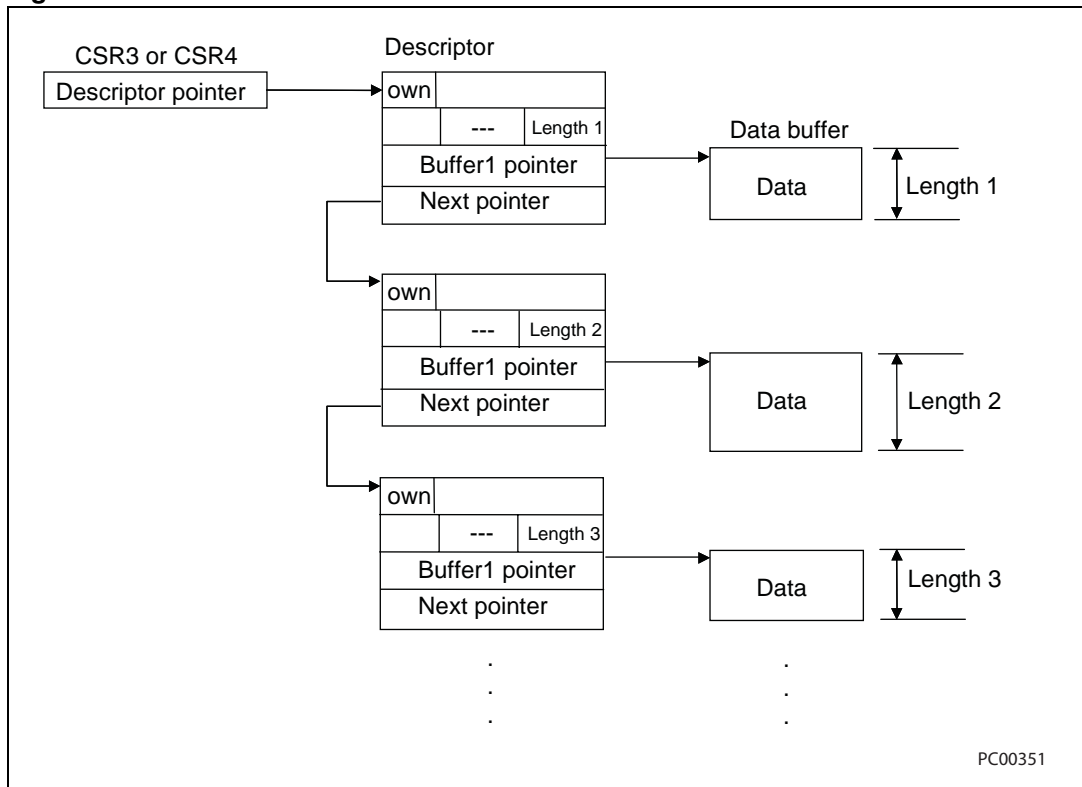 CSR3 or CSR4
Descriptor pointer
Descriptor
own
--- Length 1
Buffer1 pointer
Next pointer
Data buffer
Data
Length 1
own
--- Length 2
Buffer1 pointer
Next pointer
Data
Length 2
own
--- Length 3
Buffer1 pointer
Next pointer
Data
Length 3
. .
. .
. .
PC00351